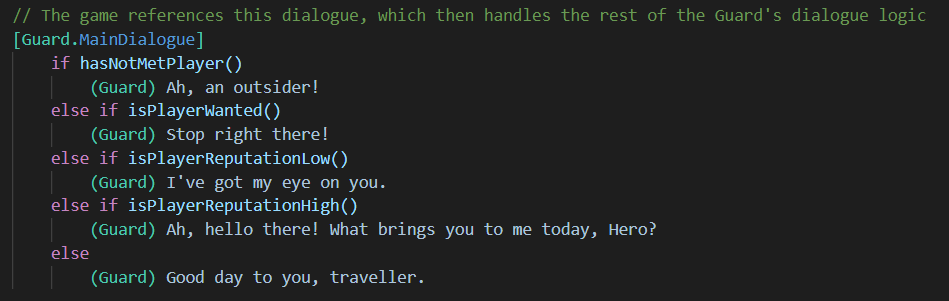 // The game references this dialogue, which then handles the rest of the Guard's dialogue logic
[Guard.MainDialogue]
if hasNotMetPlayer()
(Guard) Ah, an outsider!
else if isPlayerWanted()
(Guard) Stop right there!
else if isPlayerReputationLow()
(Guard) I've got my eye on you.
else if isPlayerReputationHigh()
(Guard) Ah, hello there! What brings you to me today, Hero?
else
(Guard) Good day to you, traveller.